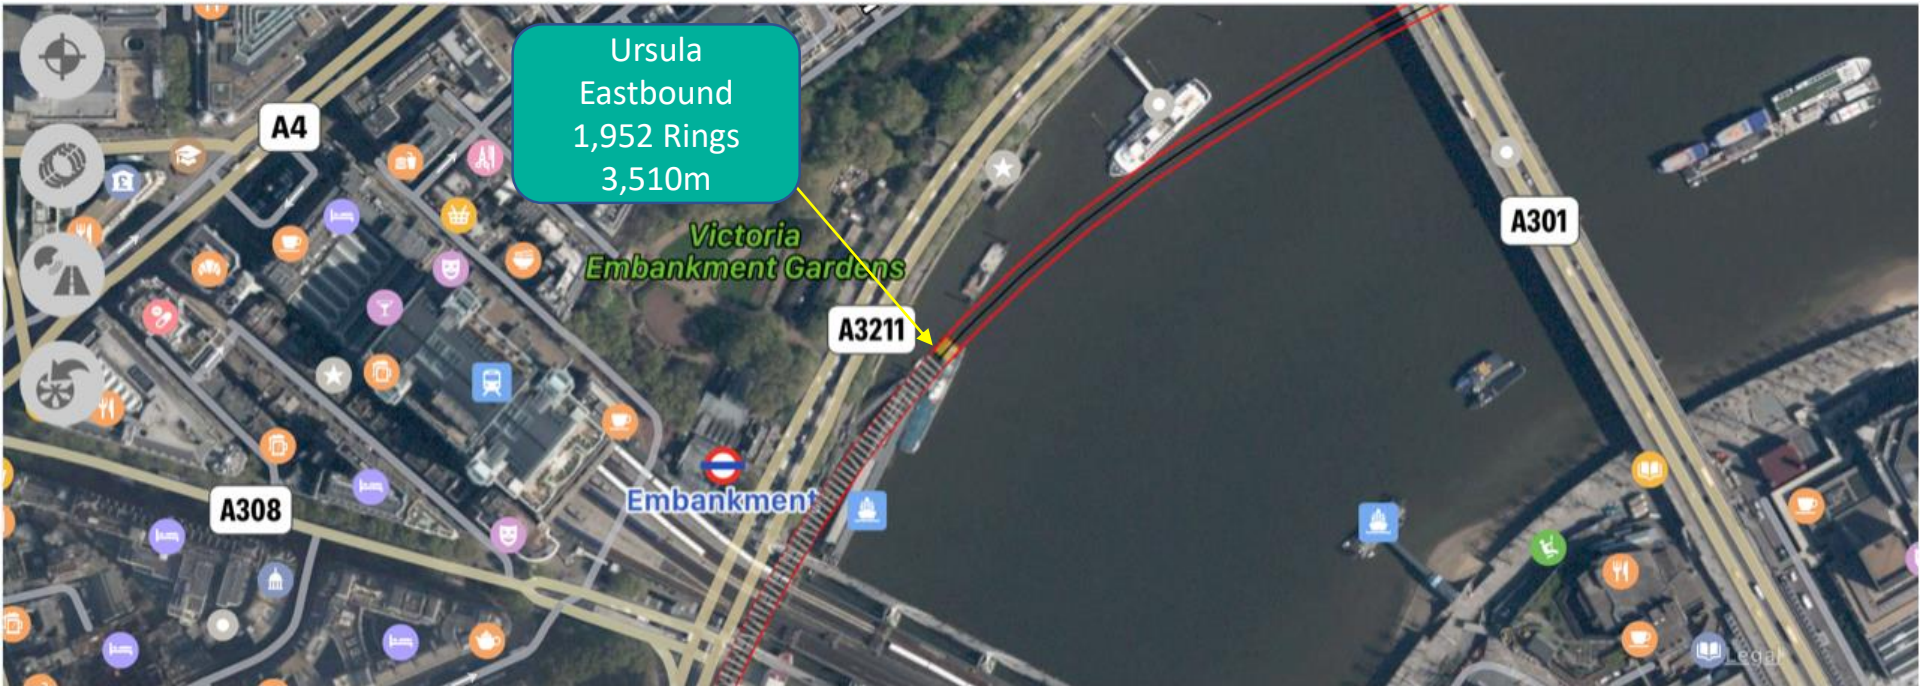 Ursula
Eastbound
1,952 Rings
3,510m
A4
A301
Victoria
Embankment Gardens
A3211
Embankment
A308
Legal